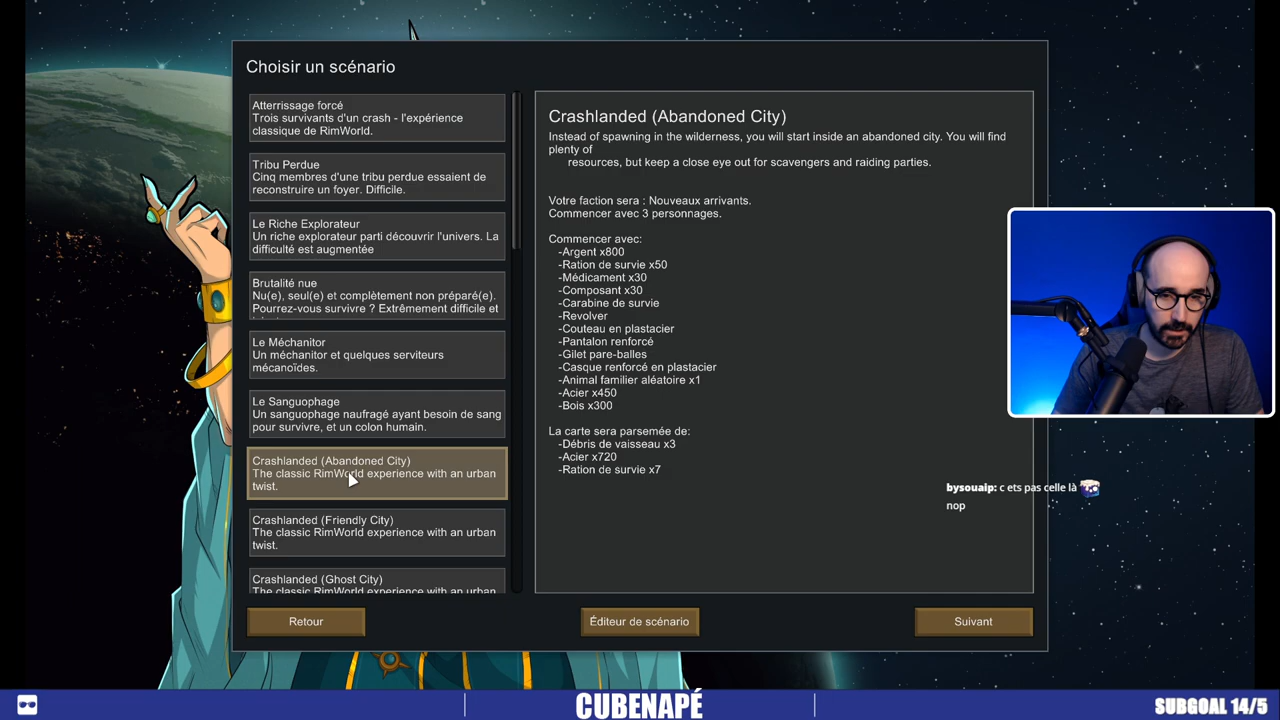 Choisir un scénario
Atterrissage forcé
Trois survivants d'un crash - l'expérience
classique de RimWorld.
Tribu Perdue
Cinq membres d'une tribu perdue essaient de
reconstruire un foyer. Difficile.
Le Riche Explorateur
Un riche explorateur parti découvrir l'univers. La
difficulté est augmentée
Brutalité nue
Nu(e), seul(e) et complètement non préparé(e).
Pourrez-vous survivre ? Extrêmement difficile et
Le Méchanitor
Un méchanitor et quelques serviteurs
mécanoïdes.
Le Sanguophage
Un sanguophage naufragé ayant besoin de sang
pour survivre, et un colon humain.
Crashlanded (Abandoned City)
The classic RimWorld experience with an urban
twist.
Crashlanded (Friendly City)
The classic RimWorld experience with an urban
twist.
Crashlanded (Ghost City)
The classic RimWorld experience with an urban
Crashlanded (Abandoned City)
Instead of spawning in the wilderness, you will start inside an abandoned city. You will find
plenty of
resources, but keep a close eye out for scavengers and raiding parties.
Votre faction sera : Nouveaux arrivants.
Commencer avec 3 personnages.
Commencer avec:
-Argent x800
-Ration de survie x50
-Médicament x30
-Composant x30
-Carabine de survie
-Revolver
-Couteau en plastacier
-Pantalon renforcé
-Gilet pare-balles
-Casque renforcé en plastacier
-Animal familier aléatoire x1
-Acier x450
-Bois x300
La carte sera parsemée de:
-Débris de vaisseau x3
-Acier x720
-Ration de survie x7
bysouaip: c ets pas celle là
nop
Retour
Éditeur de scénario
Suivant
CUBENAPÉ
SUBGOAL 14/5